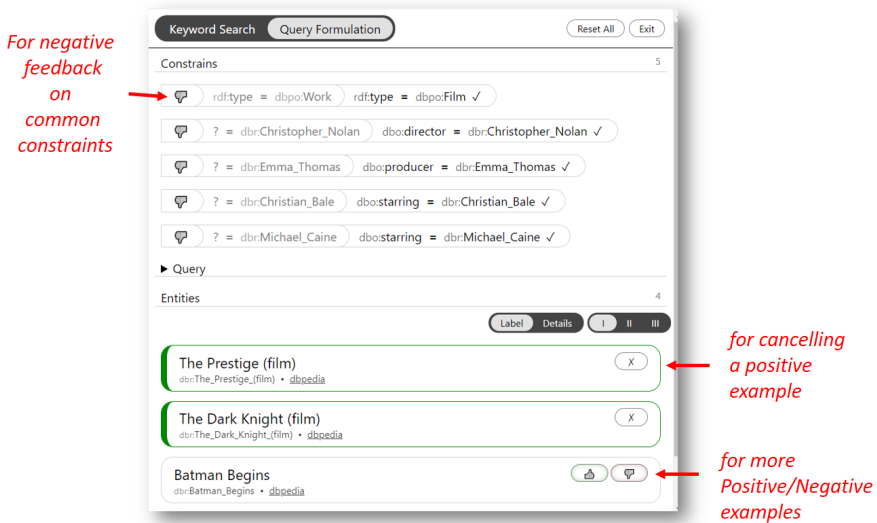 For negative
feedback
on
common
constraints
Keyword Search Query Formulation Reset All Exit
Constrains 5
rdf:type = dbpo:Work rdf:type = dbpo:Film ✓
? = dbr:Christopher_Nolan dbo:director = dbr:Christopher_Nolan ✓
? = dbr:Emma_Thomas dbo:producer = dbr:Emma_Thomas ✓
? = dbr:Christian_Bale dbo:starring = dbr:Christian_Bale ✓
? = dbr:Michael_Caine dbo:starring = dbr:Michael_Caine ✓
▶ Query
Entities 4
Label Details I II III
The Prestige (film) X
dbr:The_Prestige_(film) • dbpedia
for cancelling
a positive
example
The Dark Knight (film) X
dbr:The_Dark_Knight_(film) • dbpedia
Batman Begins
dbr:Batman_Begins • dbpedia
for more
Positive/Negative
examples